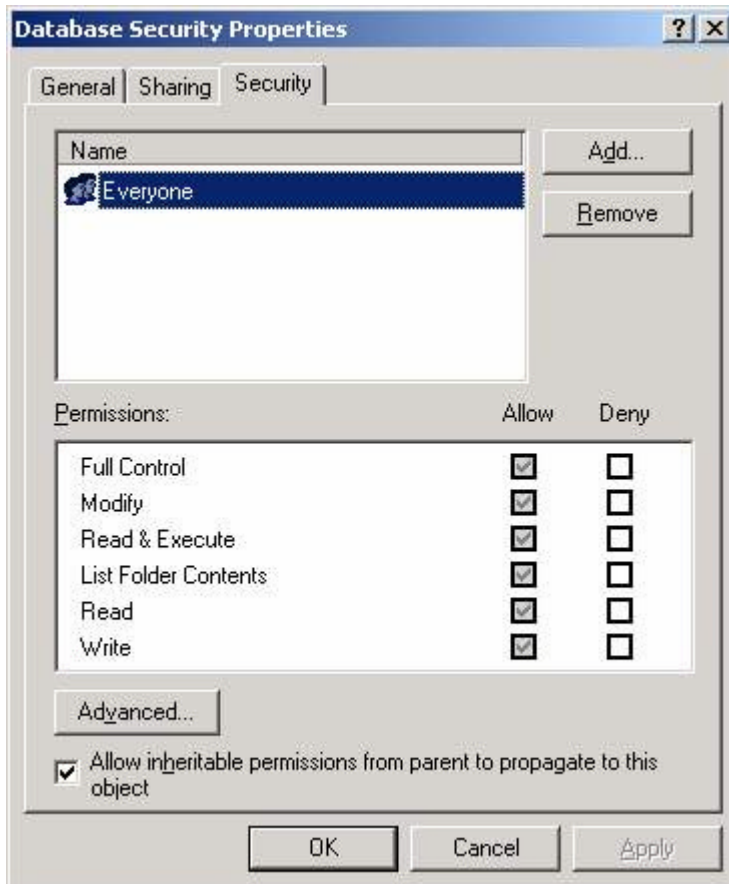 Database Security Properties
General Sharing Security
Name Add...
Everyone
Remove
Permissions: Allow Deny
Full Control
Modify
Read & Execute
List Folder Contents
Read
Write
Advanced...
Allow inheritable permissions from parent to propagate to this
object
OK Cancel Apply